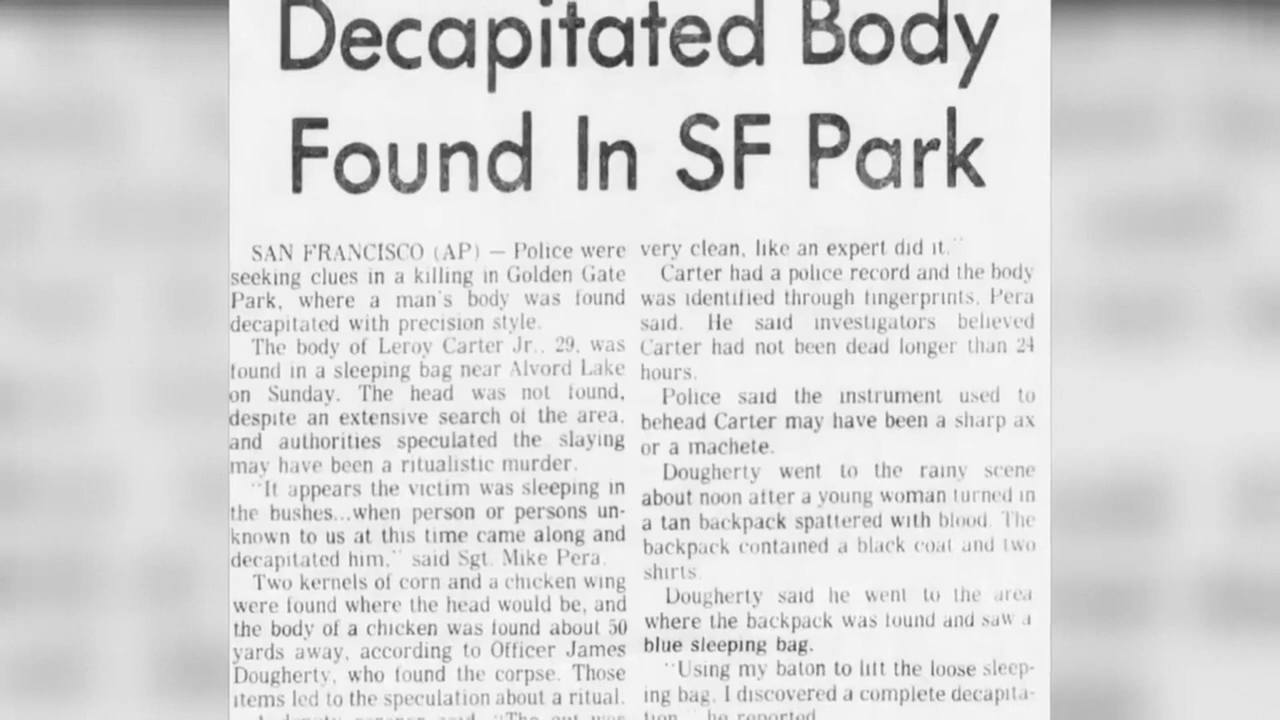 Decapitated Body
Found In SF Park
SAN FRANCISCO (AP) — Police were
seeking clues in a killing in Golden Gate
Park, where a man's body was found
decapitated with precision style.
The body of Leroy Carter Jr., 29, was
found in a sleeping bag near Alvord Lake
on Sunday. The head was not found,
despite an extensive search of the area,
and authorities speculated the slaying
may have been a ritualistic murder.
"It appears the victim was sleeping in
the bushes...when person or persons un-
known to us at this time came along and
decapitated him," said Sgt. Mike Pera.
Two kernels of corn and a chicken wing
were found where the head would be, and
the body of a chicken was found about 50
yards away, according to Officer James
Dougherty, who found the corpse. Those
items led to the speculation about a ritual.
A deputy coroner said, "The cut was
very clean, like an expert did it."
Carter had a police record and the body
was identified through fingerprints, Pera
said. He said investigators believed
Carter had not been dead longer than 24
hours.
Police said the instrument used to
behead Carter may have been a sharp ax
or a machete.
Dougherty went to the rainy scene
about noon after a young woman turned in
a tan backpack spattered with blood. The
backpack contained a black coat and two
shirts.
Dougherty said he went to the area
where the backpack was found and saw a
blue sleeping bag.
"Using my baton to lift the loose sleep-
ing bag, I discovered a complete decapita-
tion," he reported.